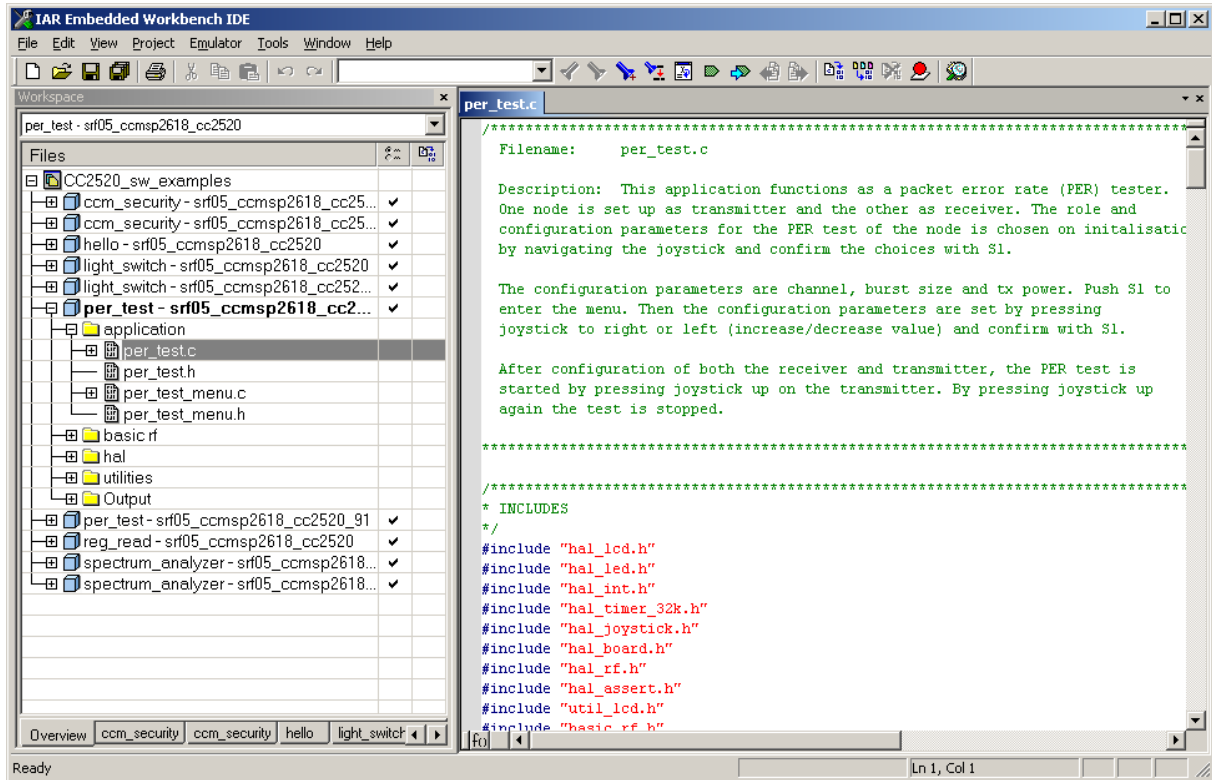 IAR Embedded Workbench IDE
File Edit View Project Emulator Tools Window Help
Workspace
per_test - srf05_ccmsp2618_cc2520
Files
CC2520_sw_examples
ccm_security - srf05_ccmsp2618_cc25...
ccm_security - srf05_ccmsp2618_cc25...
hello - srf05_ccmsp2618_cc2520
light_switch - srf05_ccmsp2618_cc2520
light_switch - srf05_ccmsp2618_cc252...
per_test - srf05_ccmsp2618_cc2...
application
per_test.c
per_test.h
per_test_menu.c
per_test_menu.h
basic rf
hal
utilities
Output
per_test - srf05_ccmsp2618_cc2520_91
reg_read - srf05_ccmsp2618_cc2520
spectrum_analyzer - srf05_ccmsp2618...
spectrum_analyzer - srf05_ccmsp2618...
Overview ccm_security ccm_security hello light_switch
per_test.c
/*******************************************************************************
Filename: per_test.c
Description: This application functions as a packet error rate (PER) tester.
One node is set up as transmitter and the other as receiver. The role and
configuration parameters for the PER test of the node is chosen on initalisatio
by navigating the joystick and confirm the choices with S1.
The configuration parameters are channel, burst size and tx power. Push S1 to
enter the menu. Then the configuration parameters are set by pressing
joystick to right or left (increase/decrease value) and confirm with S1.
After configuration of both the receiver and transmitter, the PER test is
started by pressing joystick up on the transmitter. By pressing joystick up
again the test is stopped.
********************************************************************************
/*******************************************************************************
* INCLUDES
*/
#include "hal_lcd.h"
#include "hal_led.h"
#include "hal_int.h"
#include "hal_timer_32k.h"
#include "hal_joystick.h"
#include "hal_board.h"
#include "hal_rf.h"
#include "hal_assert.h"
#include "util_lcd.h"
#include "basic_rf.h"
f()
Ready
Ln 1, Col 1